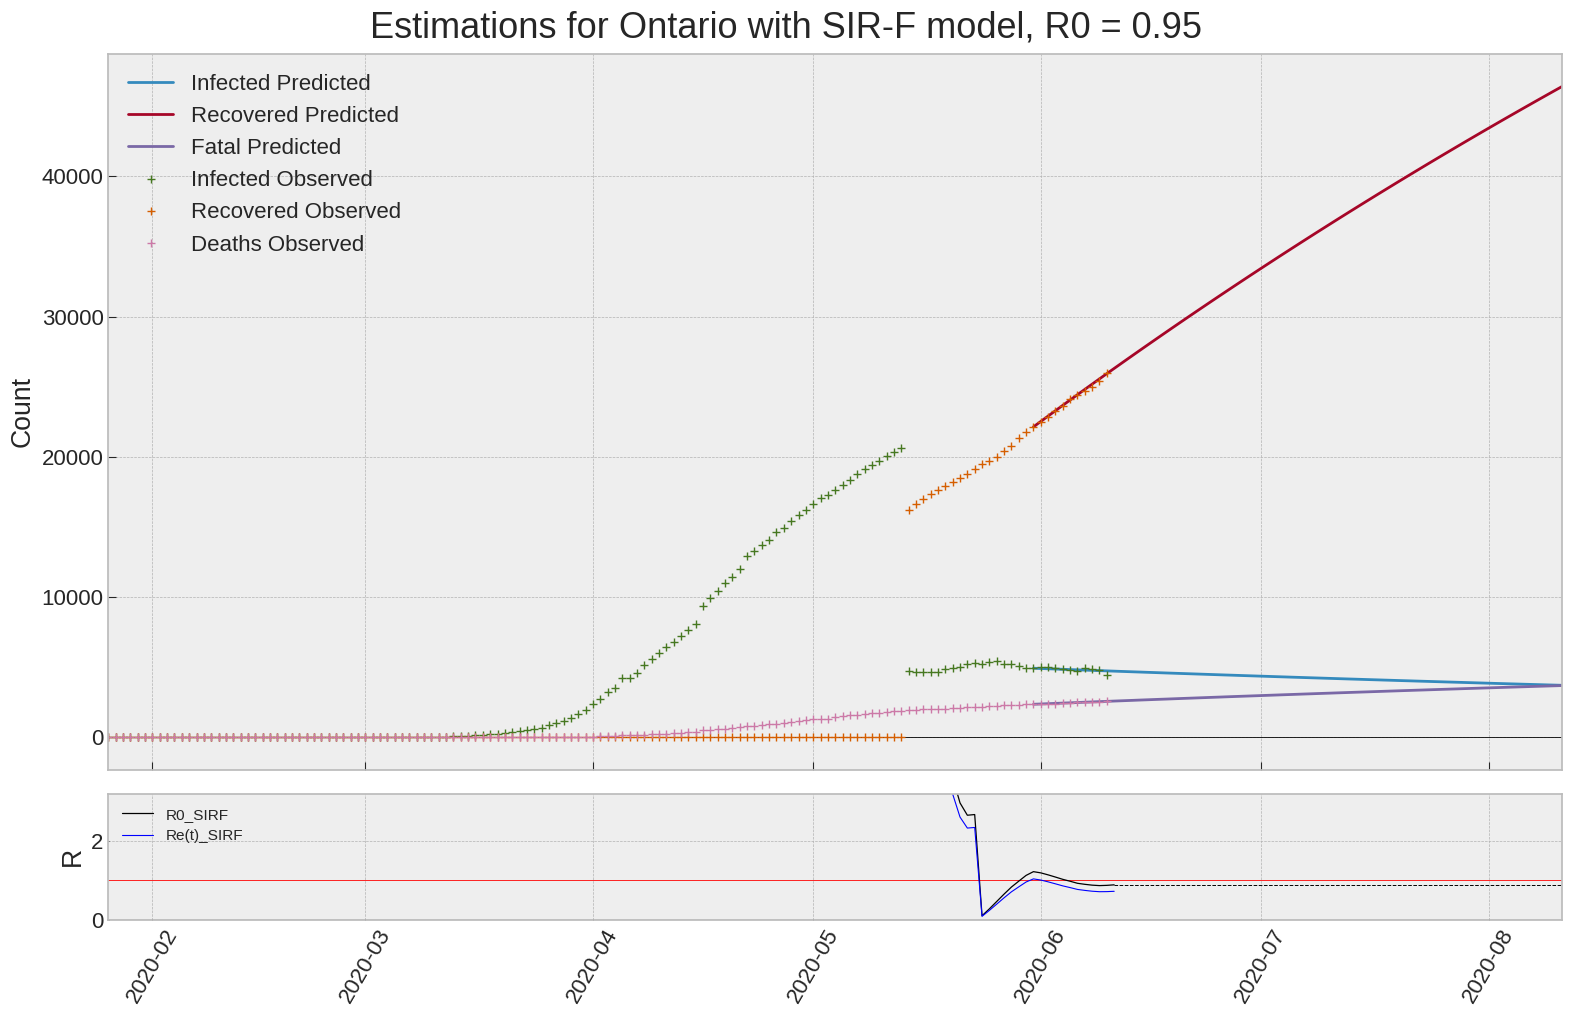 Estimations for Ontario with SIR-F model, R0 = 0.95
Infected Predicted
Recovered Predicted
Fatal Predicted
Infected Observed
Recovered Observed
Deaths Observed
Count
40000
30000
20000
10000
0
R0_SIRF
Re(t)_SIRF
R
2
0
2020-02
2020-03
2020-04
2020-05
2020-06
2020-07
2020-08